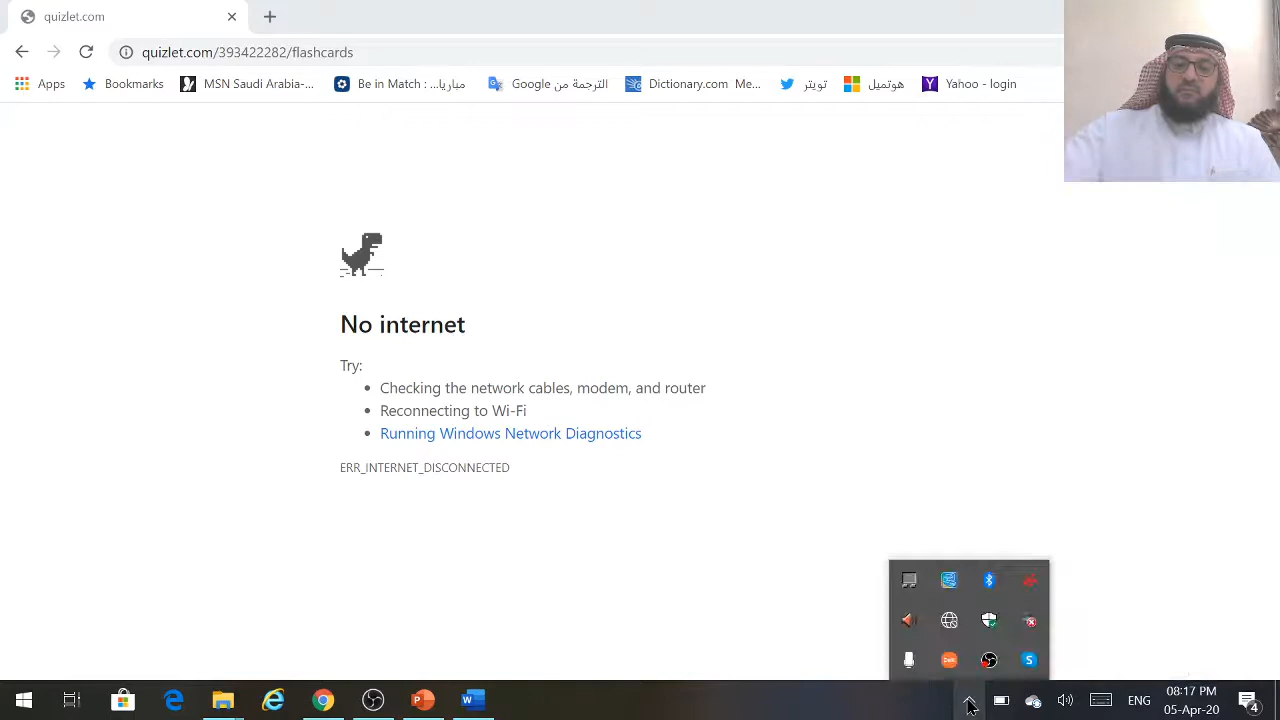 quizlet.com
quizlet.com/393422282/flashcards
Apps
Bookmarks
MSN Saudi Arabia-...
Be in Match :
الترجمة من Google
Dictionary.com Me...
تويتر
هوتميل
Yahoo - login
No internet
Try:
Checking the network cables, modem, and router
Reconnecting to Wi-Fi
Running Windows Network Diagnostics
ERR_INTERNET_DISCONNECTED
ENG
08:17 PM
05-Apr-20
4